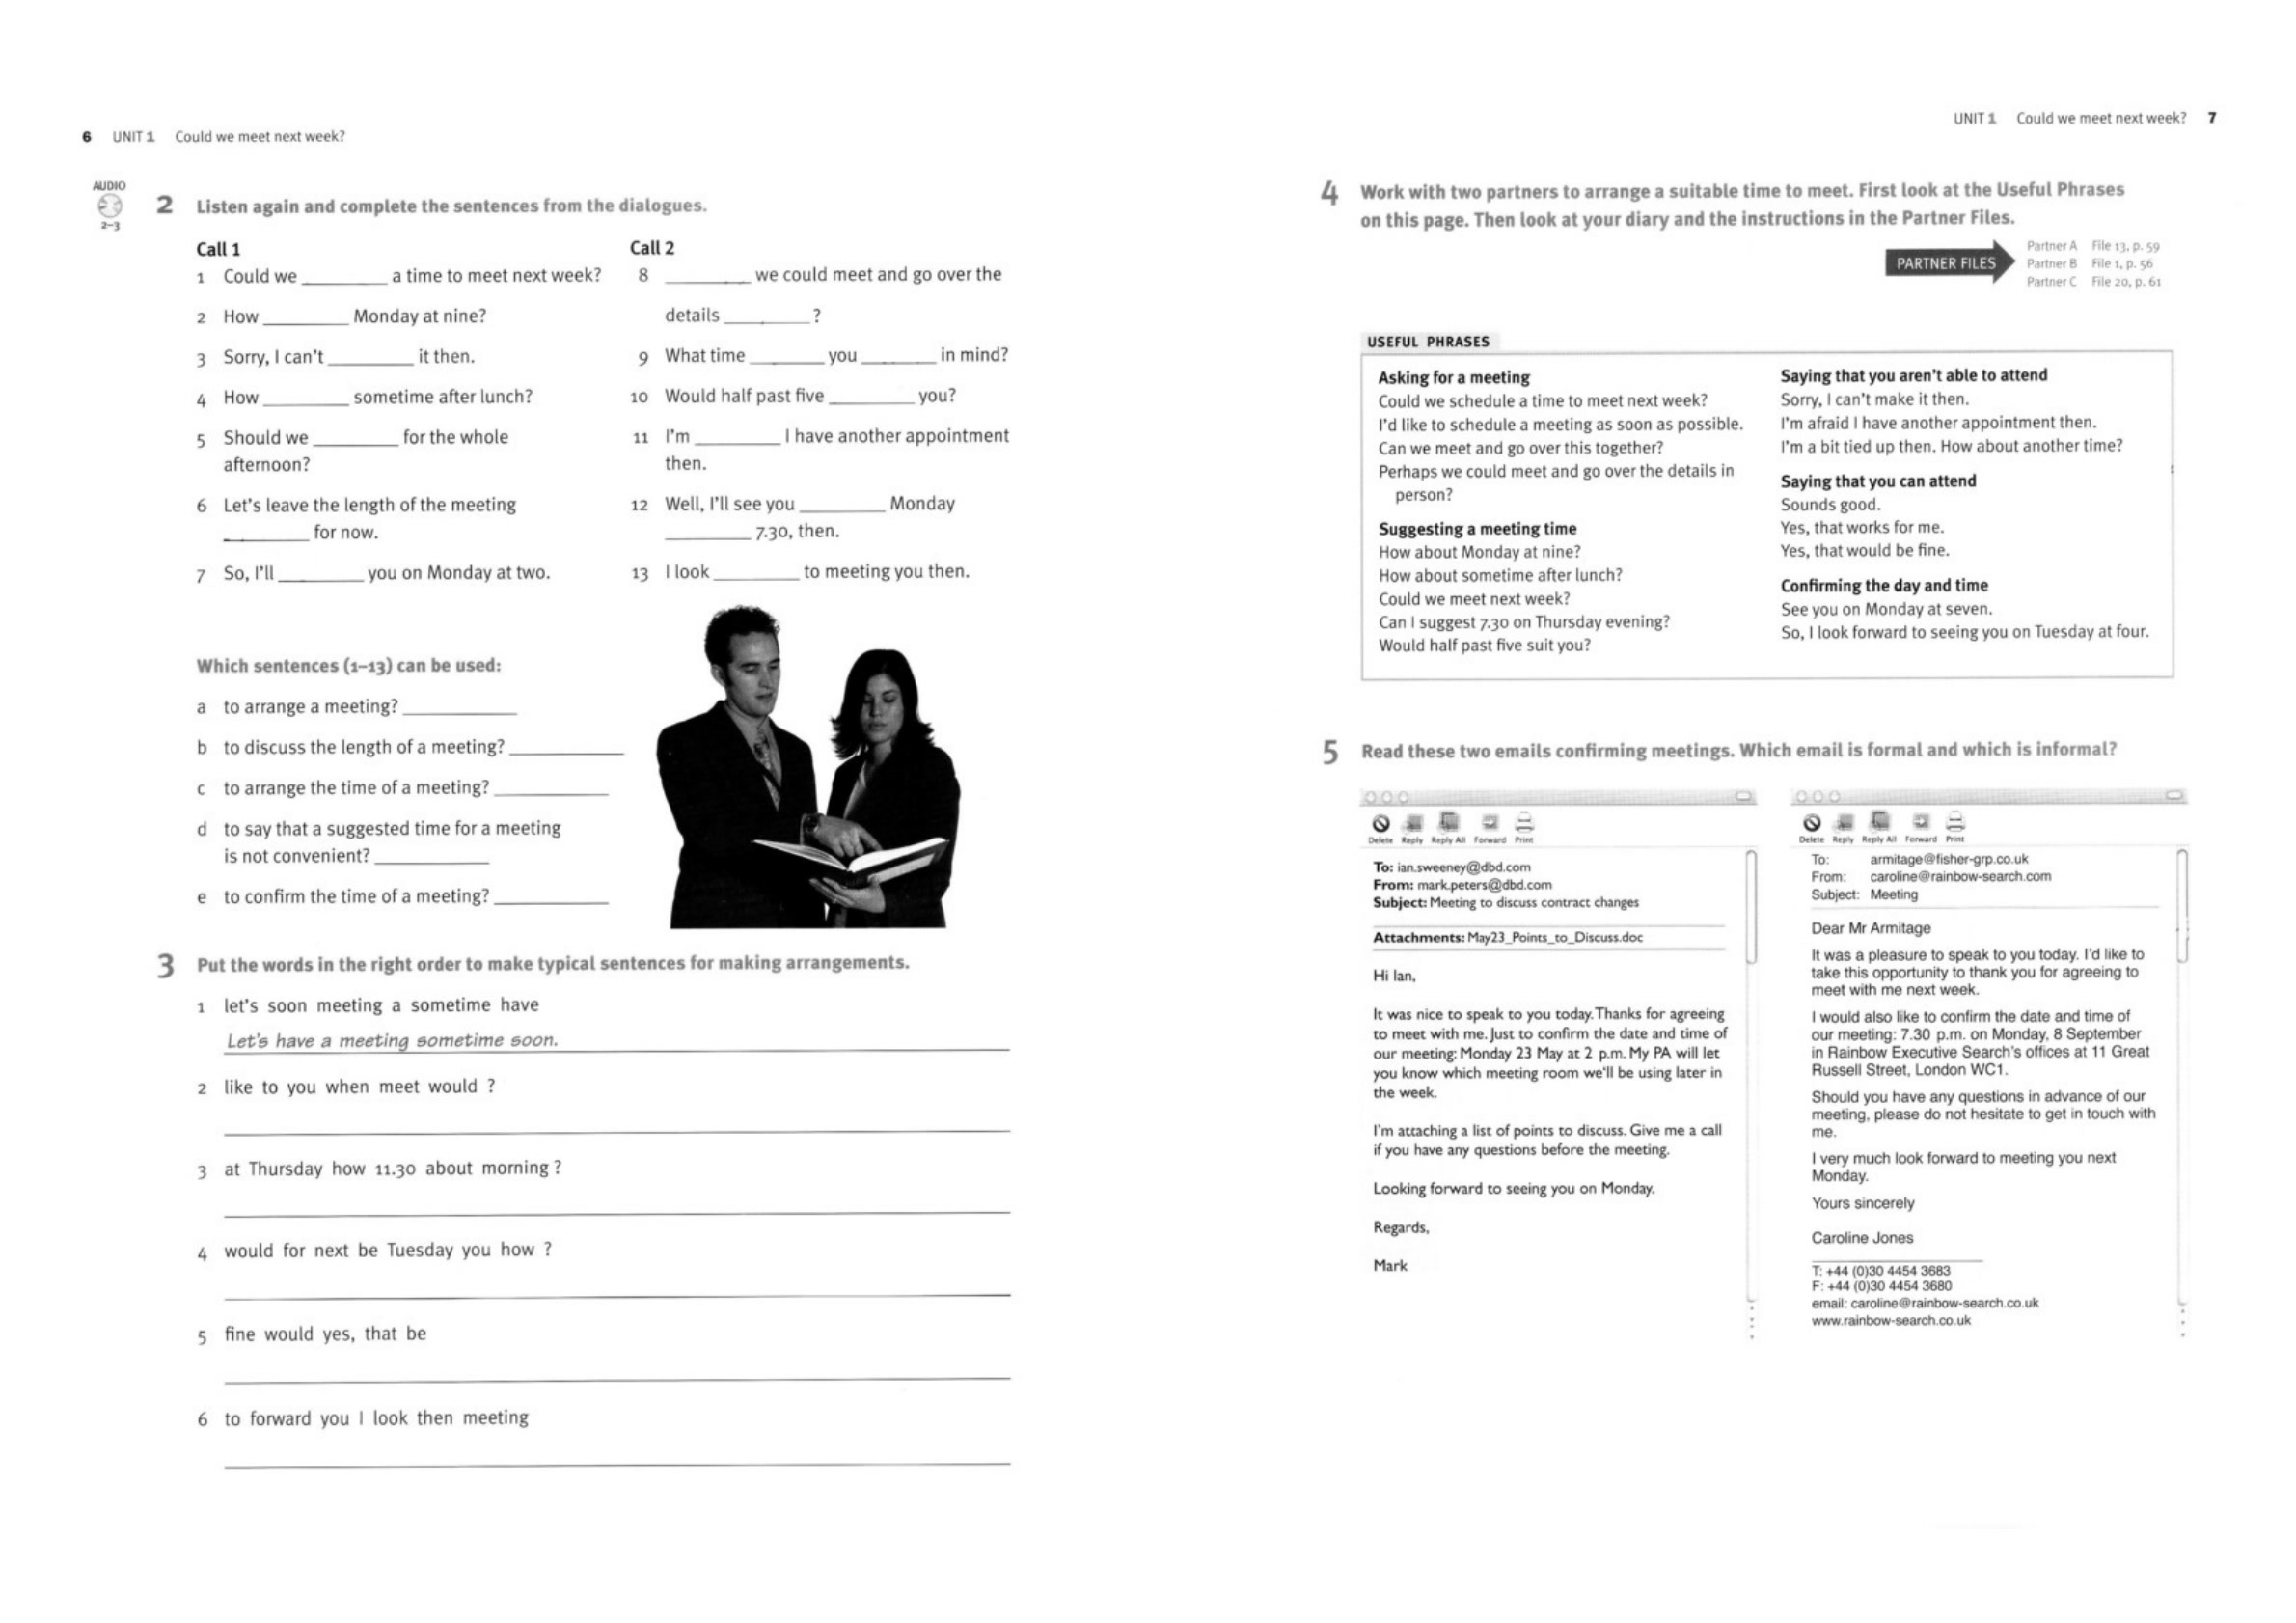 6 UNIT 1 Could we meet next week?
AUDIO
2–3
2 Listen again and complete the sentences from the dialogues.
Call 1
1 Could we ________ a time to meet next week?
2 How ________ Monday at nine?
3 Sorry, I can't ________ it then.
4 How ________ sometime after lunch?
5 Should we ________ for the whole
afternoon?
6 Let's leave the length of the meeting
________ for now.
7 So, I'll ________ you on Monday at two.
Call 2
8 ________ we could meet and go over the
details ________ ?
9 What time ________ you ________ in mind?
10 Would half past five ________ you?
11 I'm ________ I have another appointment
then.
12 Well, I'll see you ________ Monday
________ 7.30, then.
13 I look ________ to meeting you then.
Which sentences (1–13) can be used:
a to arrange a meeting? ________
b to discuss the length of a meeting? ________
c to arrange the time of a meeting? ________
d to say that a suggested time for a meeting
is not convenient? ________
e to confirm the time of a meeting? ________
3 Put the words in the right order to make typical sentences for making arrangements.
1 let's soon meeting a sometime have
Let's have a meeting sometime soon.
2 like to you when meet would ?
3 at Thursday how 11.30 about morning ?
4 would for next be Tuesday you how ?
5 fine would yes, that be
6 to forward you I look then meeting
UNIT 1 Could we meet next week? 7
4 Work with two partners to arrange a suitable time to meet. First look at the Useful Phrases
on this page. Then look at your diary and the instructions in the Partner Files.
PARTNER FILES
Partner A File 13, p. 59
Partner B File 1, p. 56
Partner C File 20, p. 61
USEFUL PHRASES
Asking for a meeting
Could we schedule a time to meet next week?
I'd like to schedule a meeting as soon as possible.
Can we meet and go over this together?
Perhaps we could meet and go over the details in
person?
Suggesting a meeting time
How about Monday at nine?
How about sometime after lunch?
Could we meet next week?
Can I suggest 7.30 on Thursday evening?
Would half past five suit you?
Saying that you aren't able to attend
Sorry, I can't make it then.
I'm afraid I have another appointment then.
I'm a bit tied up then. How about another time?
Saying that you can attend
Sounds good.
Yes, that works for me.
Yes, that would be fine.
Confirming the day and time
See you on Monday at seven.
So, I look forward to seeing you on Tuesday at four.
5 Read these two emails confirming meetings. Which email is formal and which is informal?
Delete Reply Reply All Forward Print
To: ian.sweeney@dbd.com
From: mark.peters@dbd.com
Subject: Meeting to discuss contract changes
Attachments: May23_Points_to_Discuss.doc
Hi Ian,
It was nice to speak to you today. Thanks for agreeing
to meet with me. Just to confirm the date and time of
our meeting: Monday 23 May at 2 p.m. My PA will let
you know which meeting room we'll be using later in
the week.
I'm attaching a list of points to discuss. Give me a call
if you have any questions before the meeting.
Looking forward to seeing you on Monday.
Regards,
Mark
Delete Reply Reply All Forward Print
To: armitage@fisher-grp.co.uk
From: caroline@rainbow-search.com
Subject: Meeting
Dear Mr Armitage
It was a pleasure to speak to you today. I'd like to
take this opportunity to thank you for agreeing to
meet with me next week.
I would also like to confirm the date and time of
our meeting: 7.30 p.m. on Monday, 8 September
in Rainbow Executive Search's offices at 11 Great
Russell Street, London WC1.
Should you have any questions in advance of our
meeting, please do not hesitate to get in touch with
me.
I very much look forward to meeting you next
Monday.
Yours sincerely
Caroline Jones
T: +44 (0)30 4454 3683
F: +44 (0)30 4454 3680
email: caroline@rainbow-search.co.uk
www.rainbow-search.co.uk